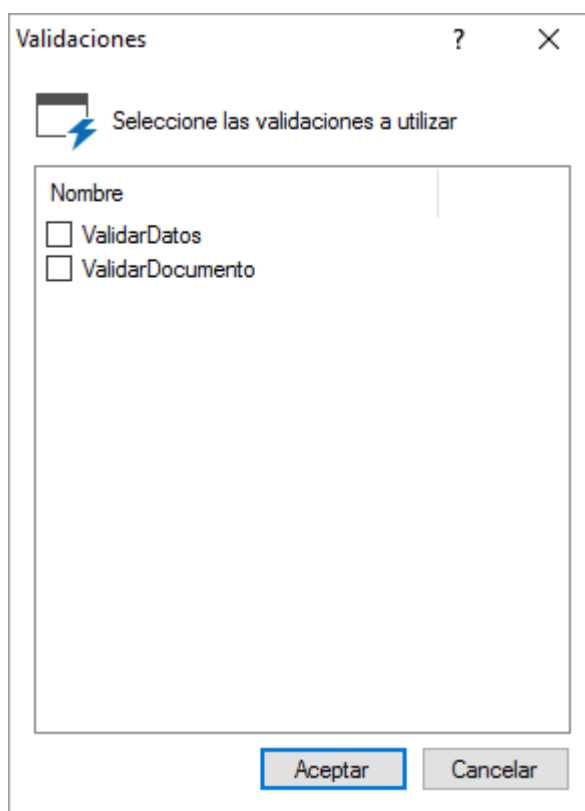 Validaciones ?
Seleccione las validaciones a utilizar
Nombre
ValidarDatos
ValidarDocumento
Aceptar Cancelar